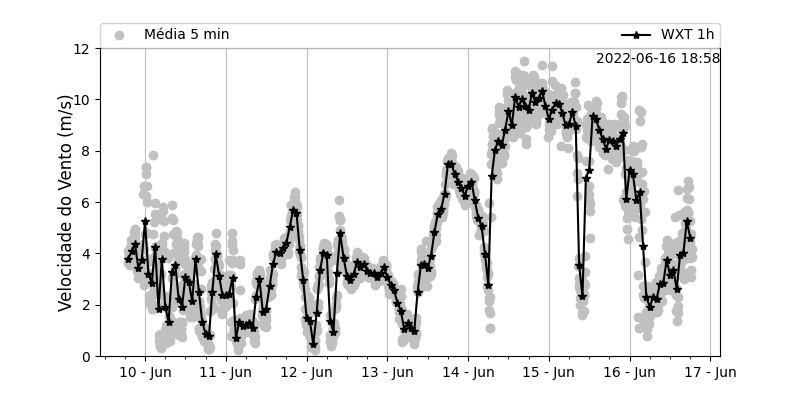 Média 5 min
WXT 1h
2022-06-16 18:58
Velocidade do Vento (m/s)
12
10
8
6
4
2
0
10 - Jun
11 - Jun
12 - Jun
13 - Jun
14 - Jun
15 - Jun
16 - Jun
17 - Jun